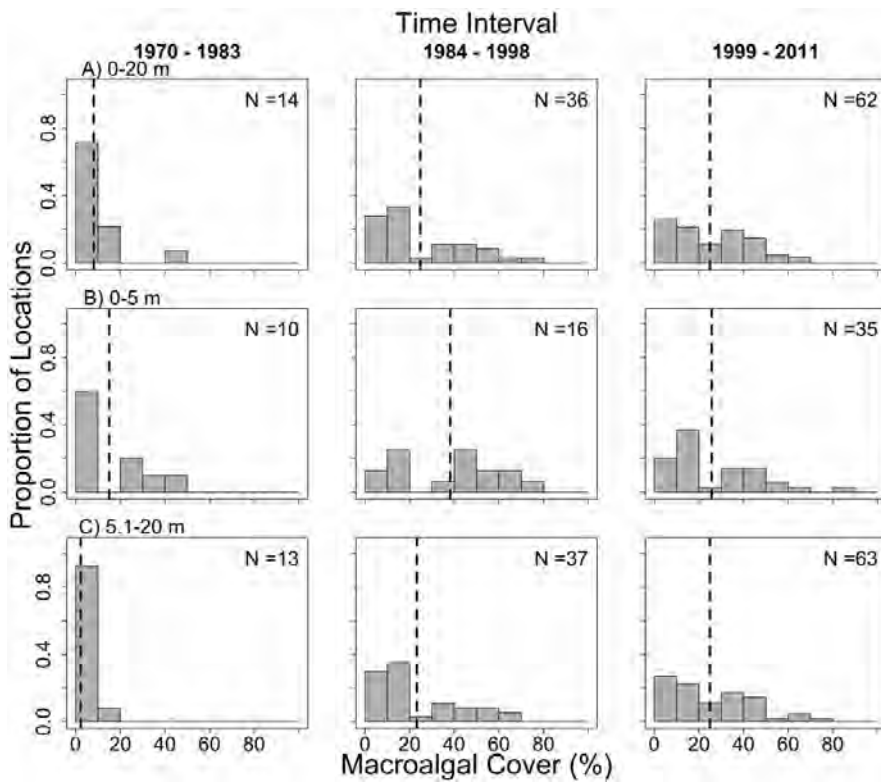 Time Interval
1970 - 1983
1984 - 1998
1999 - 2011
A) 0-20 m
N =14
N =36
N =62
0.0 0.4 0.8
B) 0-5 m
N =10
N =16
N =35
0.0 0.4 0.8
C) 5.1-20 m
N =13
N =37
N =63
0.0 0.4 0.8
Proportion of Locations
0 20 40 60 80
0 20 40 60 80
0 20 40 60 80
Macroalgal Cover (%)